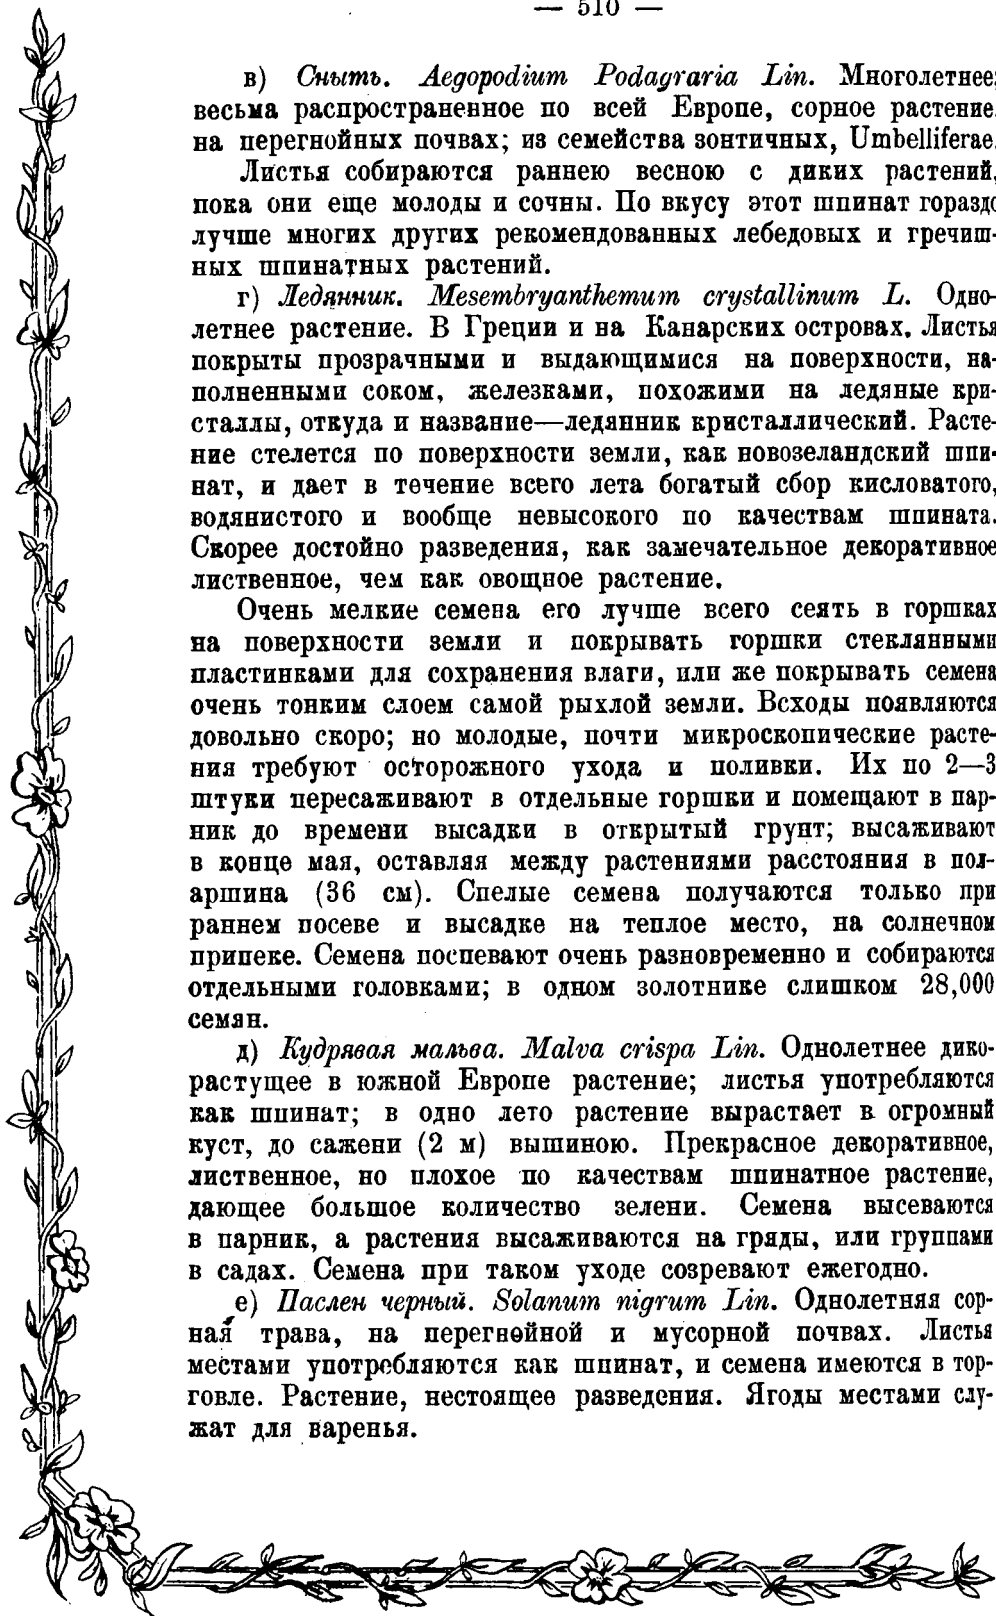 — 510 —
в) Сныть. Aegopodium Podagraria Lin. Многолетнее;
весьма распространенное по всей Европе, сорное растение
на перегнойных почвах; из семейства зонтичных, Umbelliferae.
Листья собираются раннею весною с диких растений,
пока они еще молоды и сочны. По вкусу этот шпинат гораздо
лучше многих других рекомендованных лебедовых и гречиш-
ных шпинатных растений.
г) Ледянник. Mesembryanthemum crystallinum L. Одно-
летнее растение. В Греции и на Канарских островах. Листья
покрыты прозрачными и выдающимися на поверхности, на-
полненными соком, железками, похожими на ледяные кри-
сталлы, откуда и название—ледянник кристаллический. Расте-
ние стелется по поверхности земли, как новозеландский шпи-
нат, и дает в течение всего лета богатый сбор кисловатого,
водянистого и вообще невысокого по качествам шпината.
Скорее достойно разведения, как замечательное декоративное
лиственное, чем как овощное растение.
Очень мелкие семена его лучше всего сеять в горшках
на поверхности земли и покрывать горшки стеклянными
пластинками для сохранения влаги, или же покрывать семена
очень тонким слоем самой рыхлой земли. Всходы появляются
довольно скоро; но молодые, почти микроскопические расте-
ния требуют осторожного ухода и поливки. Их по 2—3
штуки пересаживают в отдельные горшки и помещают в пар-
ник до времени высадки в открытый грунт; высаживают
в конце мая, оставляя между растениями расстояния в пол-
аршина (36 см). Спелые семена получаются только при
раннем посеве и высадке на теплое место, на солнечном
припеке. Семена поспевают очень разновременно и собираются
отдельными головками; в одном золотнике слишком 28,000
семян.
д) Кудрявая мальва. Malva crispa Lin. Однолетнее дико-
растущее в южной Европе растение; листья употребляются
как шпинат; в одно лето растение вырастает в огромный
куст, до сажени (2 м) вышиною. Прекрасное декоративное,
лиственное, но плохое по качествам шпинатное растение,
дающее большое количество зелени. Семена высеваются
в парник, а растения высаживаются на гряды, или группами
в садах. Семена при таком уходе созревают ежегодно.
е) Паслен черный. Solanum nigrum Lin. Однолетняя сор-
ная трава, на перегнойной и мусорной почвах. Листья
местами употребляются как шпинат, и семена имеются в тор-
говле. Растение, нестоящее разведения. Ягоды местами слу-
жат для варенья.